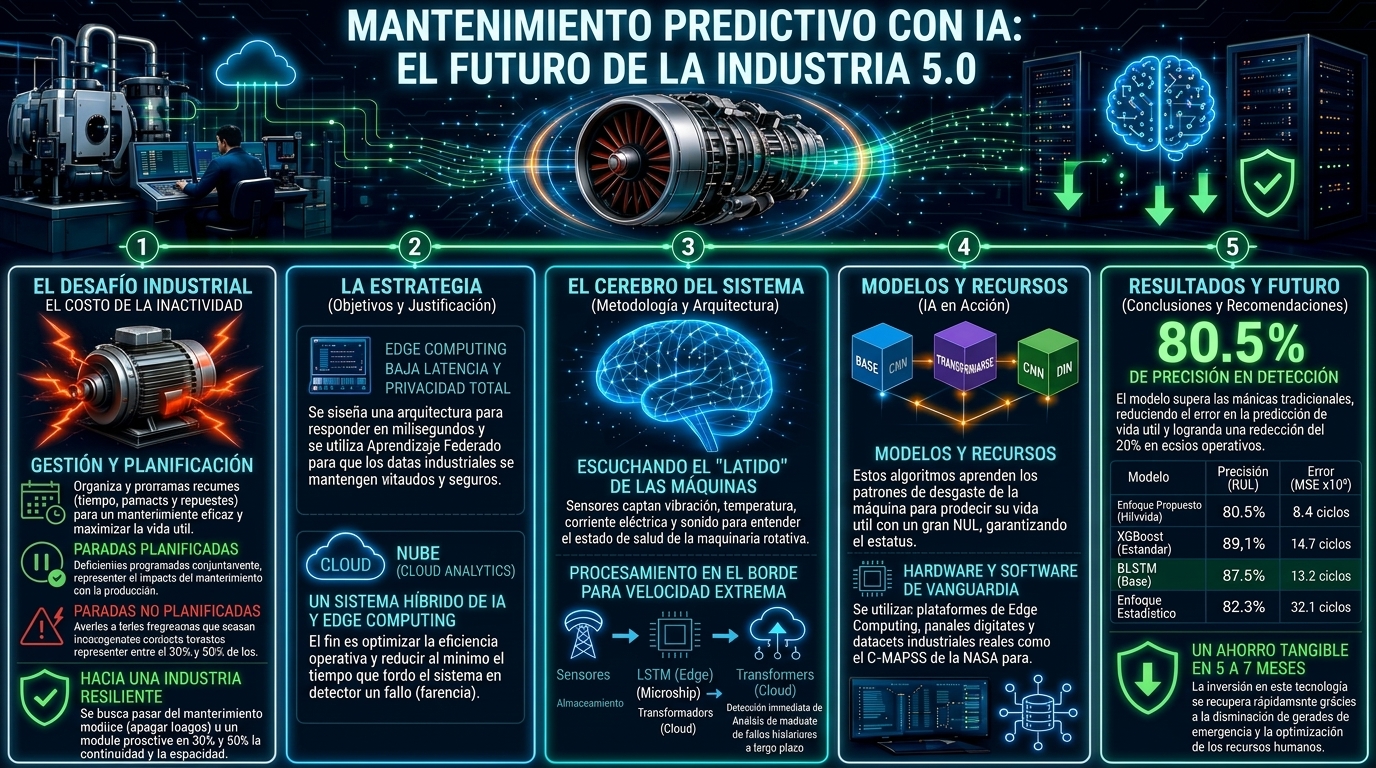 MANTENIMIENTO PREDICTIVO CON IA:
EL FUTURO DE LA INDUSTRIA 5.0
1
EL DESAFÍO INDUSTRIAL
EL COSTO DE LA INACTIVIDAD
GESTIÓN Y PLANIFICACIÓN
Organiza y prorramas recumes
(tiempo, pamacts y repuestes)
para un manteriimiente eficaz y
maximizar la vida util.
PARADAS PLANIFICADAS
Deficieniies programadas conjuntavente,
representer el impacts del manterimiento
con la producción.
PARADAS NO PLANIFICADAS
Averles a terles fregreamas que scasan
incocogenates cortocts torastos
representer entre el 30% y 50% de los.
HACIA UNA INDUSTRIA
RESILIENTE
Se busca pasar del manterimiento
modiice (apagar loagos) u un
module prosctive en 30% y 50% la
continuidad y la espacidad.
2
LA ESTRATEGIA
(Objetivos y Justificación)
EDGE COMPUTING
BAJA LATENCIA Y
PRIVACIDAD TOTAL
Se siseña una arquitectura para
responder en milisegundos y
se utiliza Aprendizaje Federado
para que los datas industriales se
mantengen vitaudos y seguros.
CLOUD
NUBE
(CLOUD ANALYTICS)
UN SISTEMA HÍBRIDO DE IA
Y EDGE COMPUTING
El fin es optimizar la eficiencia
operativa y reducir al minimo el
tiempo que fordo el sistema en
detector un fallo (farencia).
3
EL CEREBRO DEL SISTEMA
(Metodología y Arquitectura)
ESCUCHANDO EL "LATIDO"
DE LAS MÁQUINAS
Sensores captan vibración, temperatura,
corriente eléctrica y sonido para entender
el estado de salud de la maquinaria rotativa.
PROCESAMIENTO EN EL BORDE
PARA VELOCIDAD EXTREMA
Sensores
Almaceamiento
LSTM (Edge)
(Microship)
Transformadors
(Cloud)
Transformers
(Cloud)
Detección immediata de
Análisis de maduate
de fallos hislariures
a tergo plazo
4
MODELOS Y RECURSOS
(IA en Acción)
BASE CNN
CNN DIN
MODELOS Y RECURSOS
Estos algoritmos aprenden los
patrones de desgaste de la
máquina para prodecir su vida
util con un gran NUL, garantizando
el estatus.
HARDWARE Y SOFTWARE
DE VANGUARDIA
Se utilizan plataformes de Edge
Computing, panales digitates y
datacets industriales reales como
el C-MAPSS de la NASA para.
5
RESULTADOS Y FUTURO
(Conclusiones y Recomendaciones)
80.5%
DE PRECISIÓN EN DETECCIÓN
El modelo supera las mánicas tradicionales,
reduciendo el error en la predicción de
vida util y logranda una redección del
20% en ecsios operativos.
Modelo Precisión (RUL) Error (MSE x10⁰)
Enfoque Propuesto (Hilvvida) 80.5% 8.4 ciclos
XGBoost (Estandar) 89,1% 14.7 ciclos
BLSTM (Base) 87.5% 13.2 ciclos
Enfoque Estadístico 82.3% 32.1 ciclos
UN AHORRO TANGIBLE
EN 5 A 7 MESES
La inversión en este tecnología
se recupera rápidamsnte grácies
a la disminación de gerades de
emergencia y la optimización
de los recursos humanos.